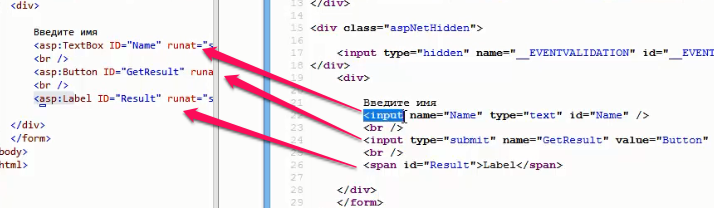 <div>
Введите имя
<asp:TextBox ID="Name" runat="s
<br />
<asp:Button ID="GetResult" runa
<br />
<asp:Label ID="Result" runat="s
</div>
</form>
body>
html>
13 </div>
14
15 <div class="aspNetHidden">
16
17 <input type="hidden" name="__EVENTVALIDATION" id="__EVEN
18 </div>
19 <div>
20
21 Введите имя
22 <input name="Name" type="text" id="Name" />
23 <br />
24 <input type="submit" name="GetResult" value="Button"
25 <br />
26 <span id="Result">Label</span>
27
28 </div>
29 </form>